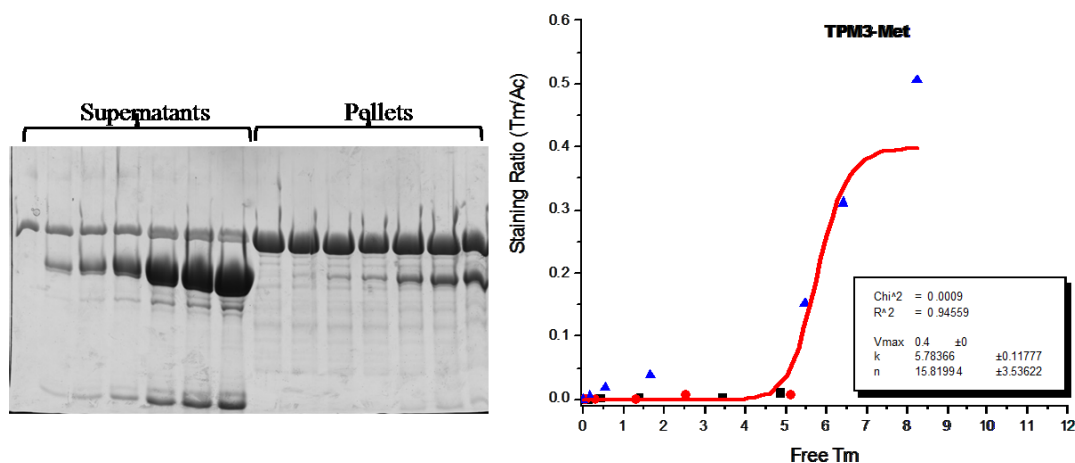 Supernatants
Pellets
TPM3-Met
Staining Ratio (Tm/Ac)
0.6
0.5
0.4
0.3
0.2
0.1
0.0
Chi^2 = 0.0009
R^2 = 0.94559
Vmax 0.4 ±0
k 5.78366 ±0.11777
n 15.81994 ±3.53622
0 1 2 3 4 5 6 7 8 9 10 11 12
Free Tm